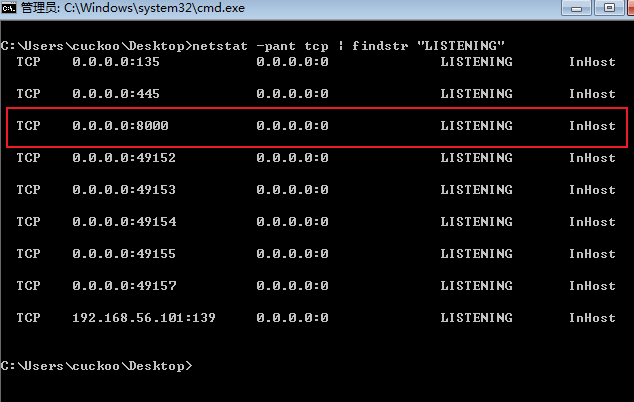 管理员: C:\Windows\system32\cmd.exe
C:\Users\cuckoo\Desktop>netstat -pant tcp | findstr "LISTENING"
TCP 0.0.0.0:135 0.0.0.0:0 LISTENING InHost
TCP 0.0.0.0:445 0.0.0.0:0 LISTENING InHost
TCP 0.0.0.0:8000 0.0.0.0:0 LISTENING InHost
TCP 0.0.0.0:49152 0.0.0.0:0 LISTENING InHost
TCP 0.0.0.0:49153 0.0.0.0:0 LISTENING InHost
TCP 0.0.0.0:49154 0.0.0.0:0 LISTENING InHost
TCP 0.0.0.0:49155 0.0.0.0:0 LISTENING InHost
TCP 0.0.0.0:49157 0.0.0.0:0 LISTENING InHost
TCP 192.168.56.101:139 0.0.0.0:0 LISTENING InHost
C:\Users\cuckoo\Desktop>